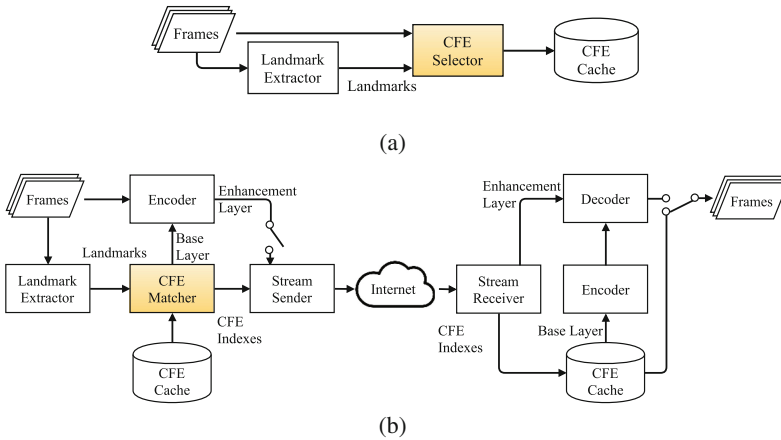 Frames
Landmark
Extractor
Landmarks
CFE
Selector
CFE
Cache
(a)
Frames
Encoder
Enhancement
Layer
Landmarks
Base
Layer
Landmark
Extractor
CFE
Matcher
CFE
Indexes
Stream
Sender
CFE
Cache
Internet
Stream
Receiver
CFE
Indexes
Enhancement
Layer
Decoder
Frames
Encoder
Base Layer
CFE
Cache
(b)